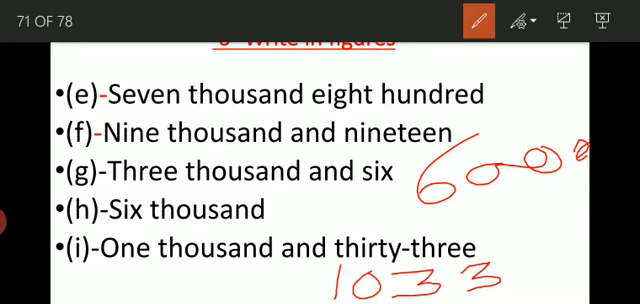 71 OF 78
6- Write in figures
•(e)-Seven thousand eight hundred
•(f)-Nine thousand and nineteen
•(g)-Three thousand and six
•(h)-Six thousand
•(i)-One thousand and thirty-three
1033